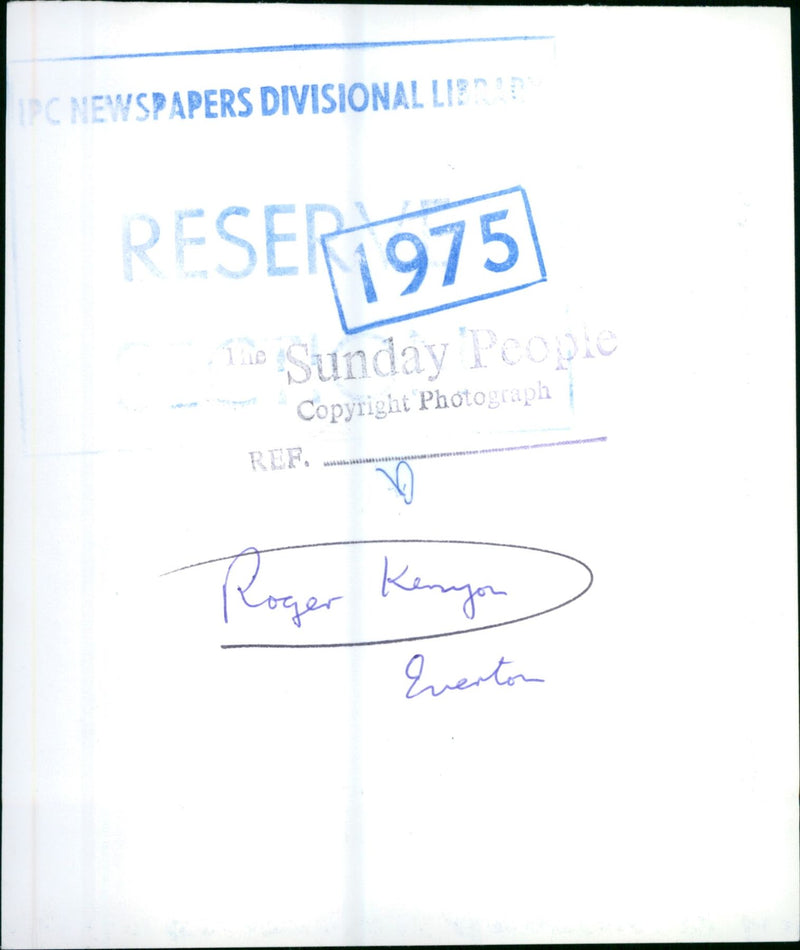 IPC NEWSPAPERS DIVISIONAL LIBRARY
RESERVE
1975
The Sunday People
Copyright Photograph
REF.
Roger Kenyon
Everton